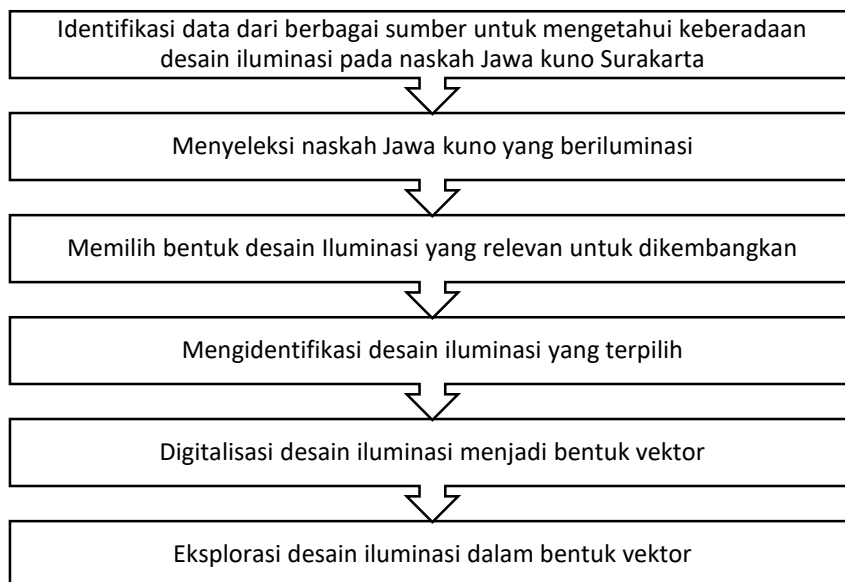 Identifikasi data dari berbagai sumber untuk mengetahui keberadaan
desain iluminasi pada naskah Jawa kuno Surakarta
Menyeleksi naskah Jawa kuno yang beriluminasi
Memilih bentuk desain Iluminasi yang relevan untuk dikembangkan
Mengidentifikasi desain iluminasi yang terpilih
Digitalisasi desain iluminasi menjadi bentuk vektor
Eksplorasi desain iluminasi dalam bentuk vektor